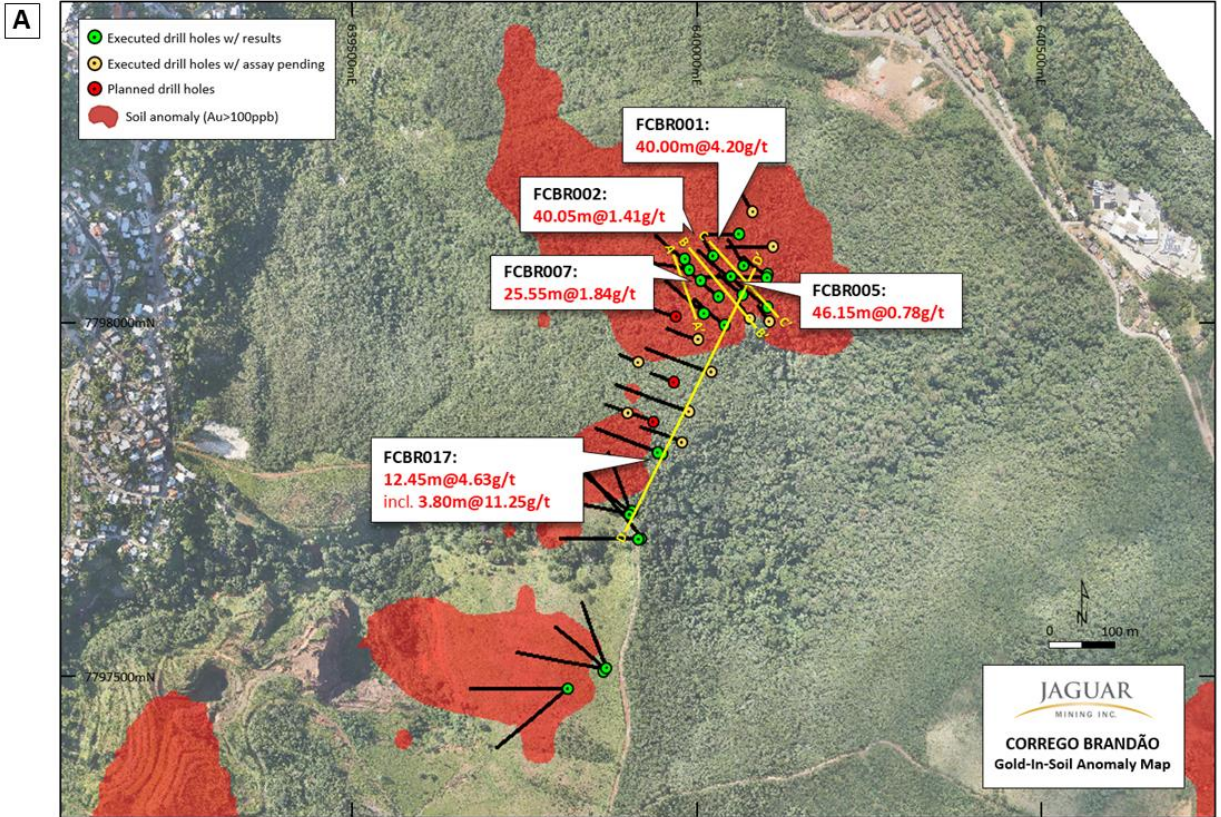 A
Executed drill holes w/ results
Executed drill holes w/ assay pending
Planned drill holes
Soil anomaly (Au>100ppb)
639500mE
640000mE
640500mE
FCBR001:
40.00m@4.20g/t
FCBR002:
40.05m@1.41g/t
FCBR007:
25.55m@1.84g/t
FCBR005:
46.15m@0.78g/t
A
B
C
D'
A'
B'
C'
7798000mN
FCBR017:
12.45m@4.63g/t
incl. 3.80m@11.25g/t
D
7797500mN
N
0 100 m
JAGUAR
MINING INC.
CORREGO BRANDÃO
Gold-In-Soil Anomaly Map